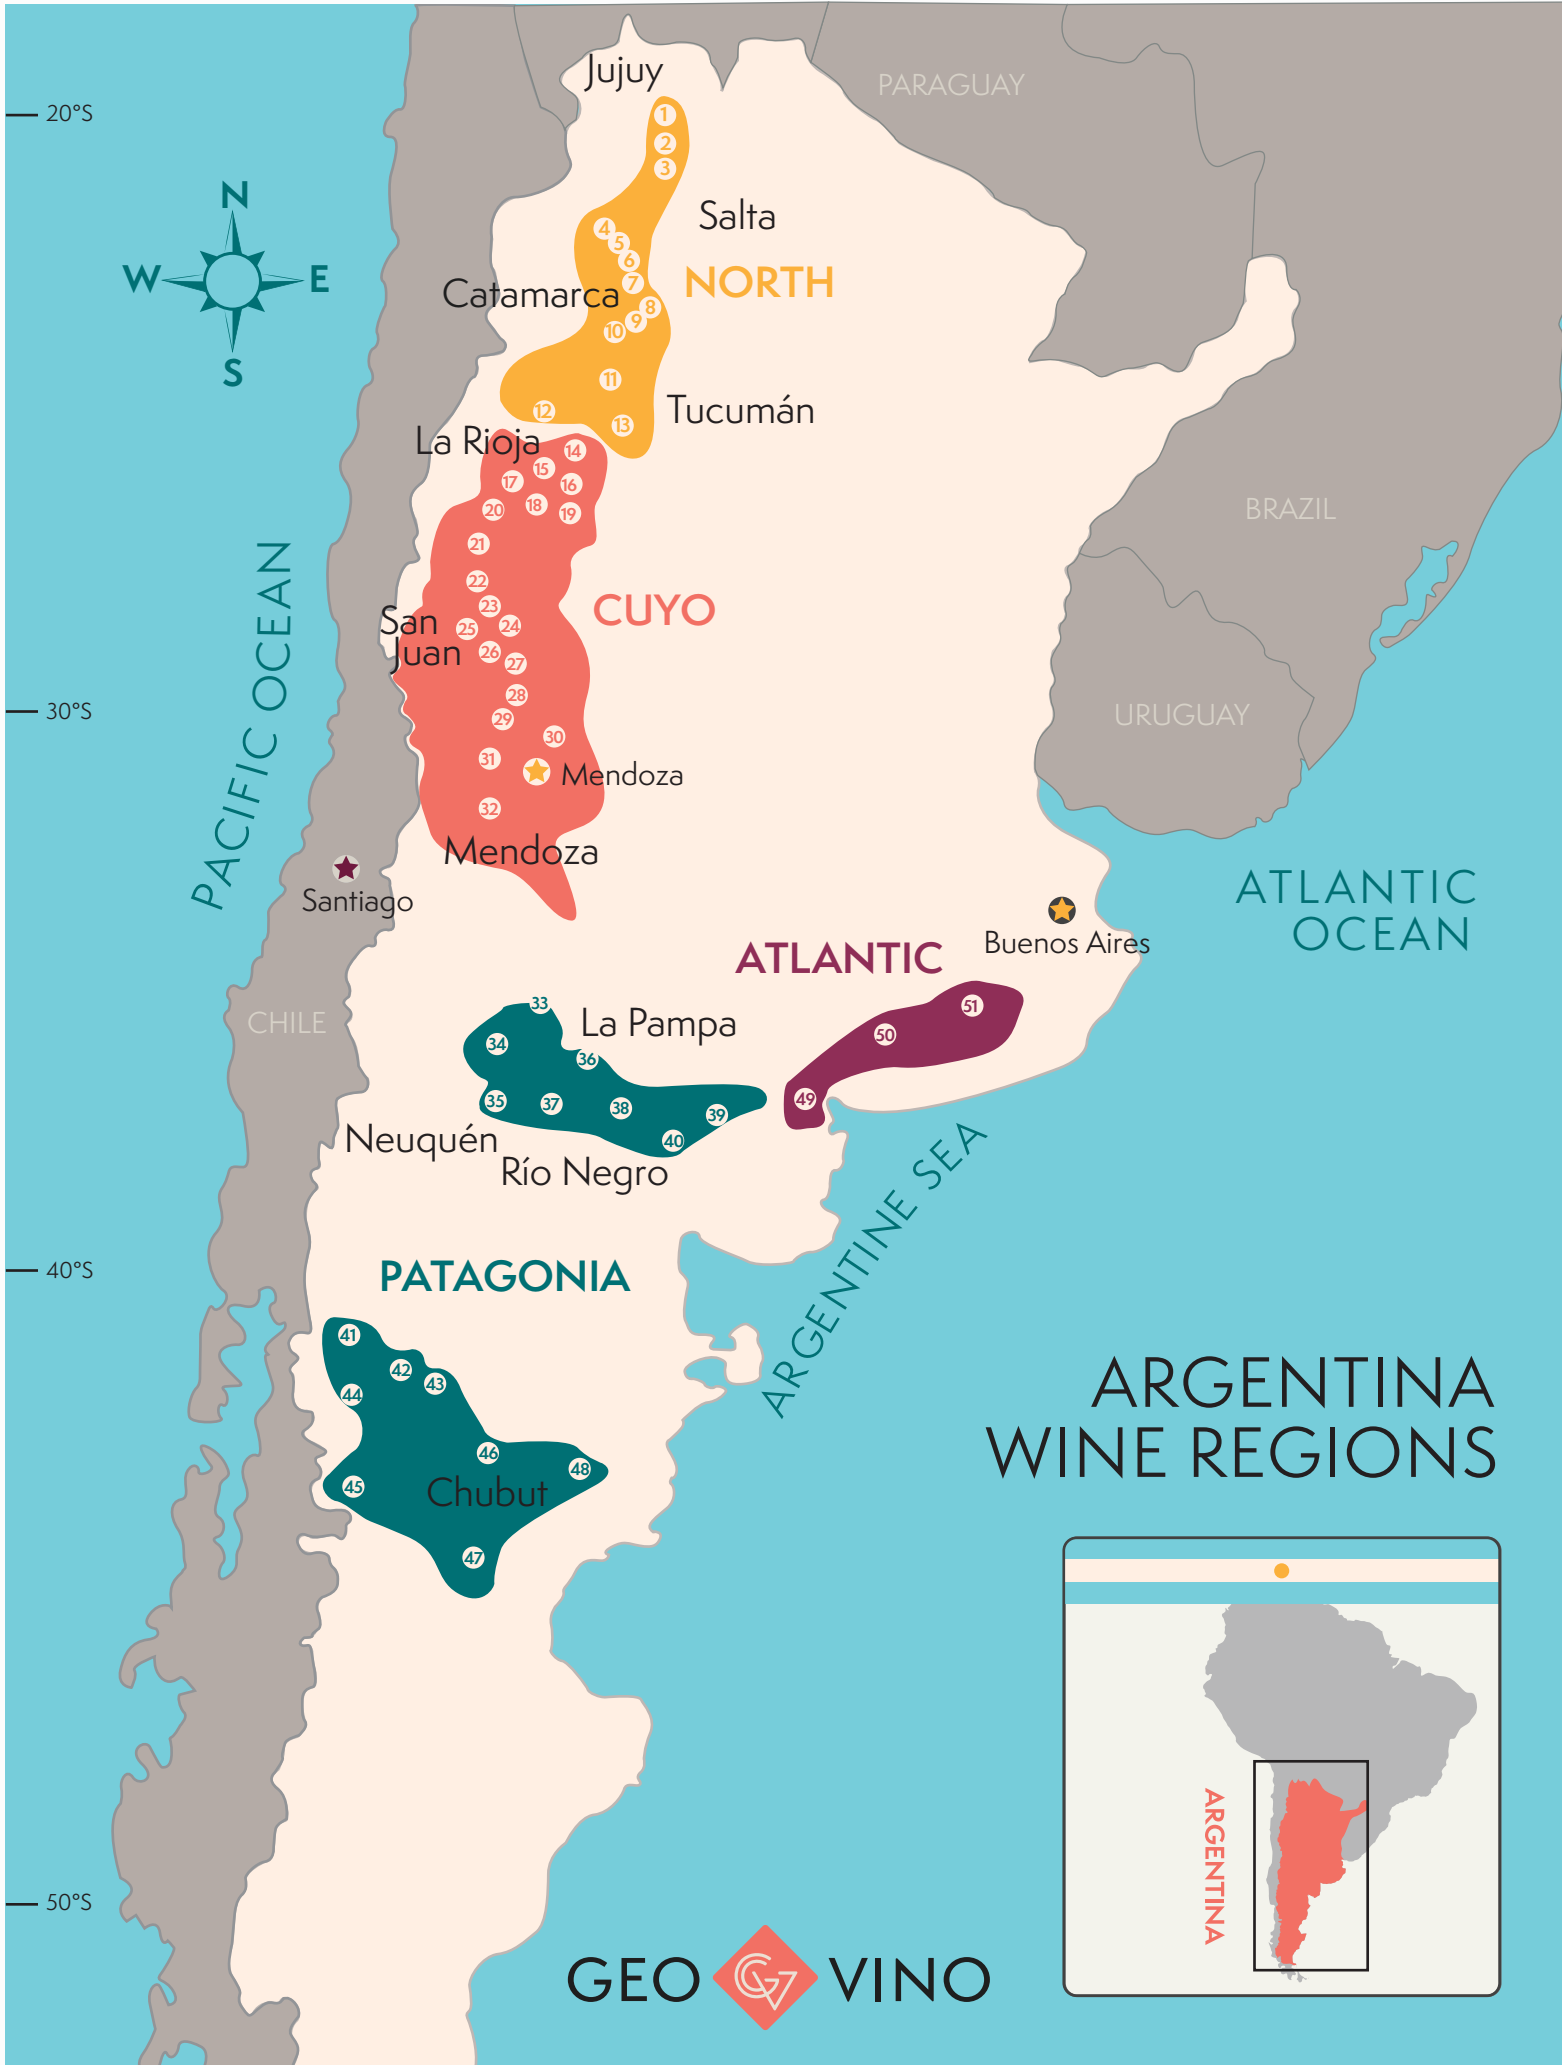 Jujuy
PARAGUAY
20°S
1
2
3
N
W
E
S
Salta
4
5
6
7
NORTH
Catamarca
8
9
10
11
12
13
Tucumán
La Rioja
14
15
16
17
18
19
20
BRAZIL
21
22
23
24
25
San
Juan
CUYO
26
27
28
29
30
31
32
PACIFIC OCEAN
30°S
URUGUAY
Mendoza
Mendoza
Santiago
ATLANTIC
OCEAN
Buenos Aires
ATLANTIC
CHILE
33
La Pampa
34
35
36
37
38
39
40
49
50
51
Neuquén
Río Negro
ARGENTINE SEA
40°S
PATAGONIA
41
42
43
44
45
46
47
48
Chubut
ARGENTINA
WINE REGIONS
ARGENTINA
50°S
GEO GV VINO